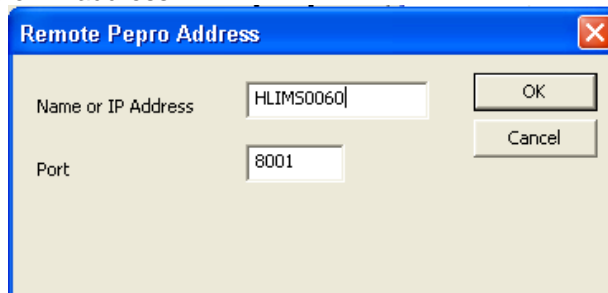 Remote Pepro Address
Name or IP Address HLIMS0060 OK
Cancel
Port 8001